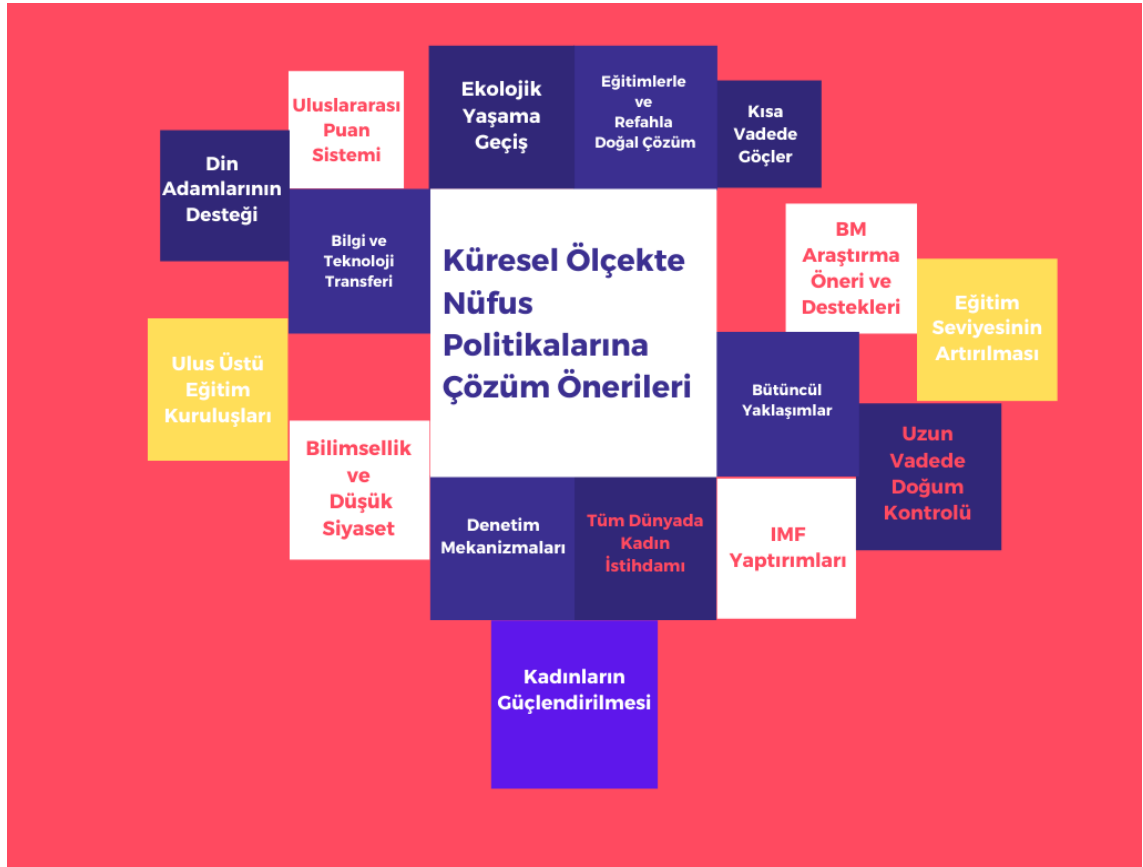 Ekolojik
Yaşama
Geçiş
Eğitimlerle
ve
Refahla
Doğal Çözüm
Uluslararası
Puan
Sistemi
Kısa
Vadede
Göçler
Din
Adamlarının
Desteği
Bilgi ve
Teknoloji
Transferi
Küresel Ölçekte
Nüfus
Politikalarına
Çözüm Önerileri
BM
Araştırma
Öneri ve
Destekleri
Eğitim
Seviyesinin
Artırılması
Ulus Üstü
Eğitim
Kuruluşları
Bütüncül
Yaklaşımlar
Bilimsellik
ve
Düşük
Siyaset
Uzun
Vadede
Doğum
Kontrolü
Denetim
Mekanizmaları
Tüm Dünyada
Kadın
İstihdamı
IMF
Yaptırımları
Kadınların
Güçlendirilmesi